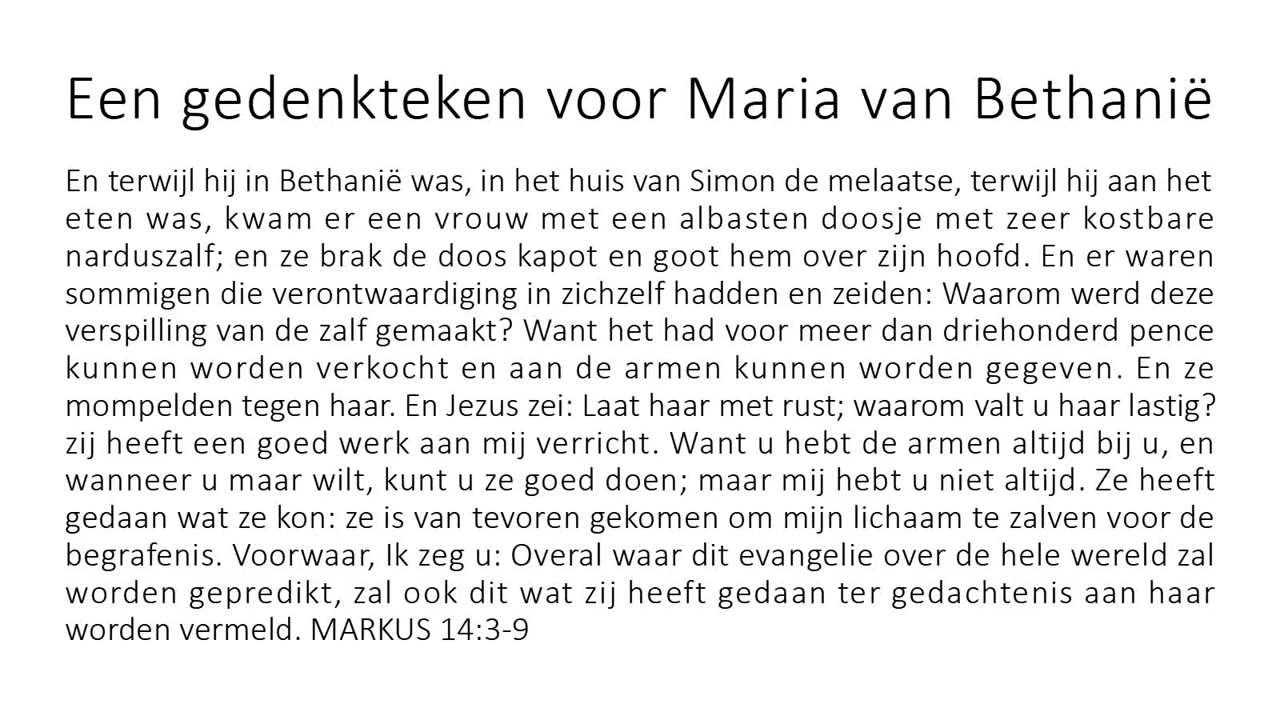 Een gedenkteken voor Maria van Bethanië
En terwijl hij in Bethanië was, in het huis van Simon de melaatse, terwijl hij aan het
eten was, kwam er een vrouw met een albasten doosje met zeer kostbare
narduszalf; en ze brak de doos kapot en goot hem over zijn hoofd. En er waren
sommigen die verontwaardiging in zichzelf hadden en zeiden: Waarom werd deze
verspilling van de zalf gemaakt? Want het had voor meer dan driehonderd pence
kunnen worden verkocht en aan de armen kunnen worden gegeven. En ze
mompelden tegen haar. En Jezus zei: Laat haar met rust; waarom valt u haar lastig?
zij heeft een goed werk aan mij verricht. Want u hebt de armen altijd bij u, en
wanneer u maar wilt, kunt u ze goed doen; maar mij hebt u niet altijd. Ze heeft
gedaan wat ze kon: ze is van tevoren gekomen om mijn lichaam te zalven voor de
begrafenis. Voorwaar, Ik zeg u: Overal waar dit evangelie over de hele wereld zal
worden gepredikt, zal ook dit wat zij heeft gedaan ter gedachtenis aan haar
worden vermeld. MARKUS 14:3-9